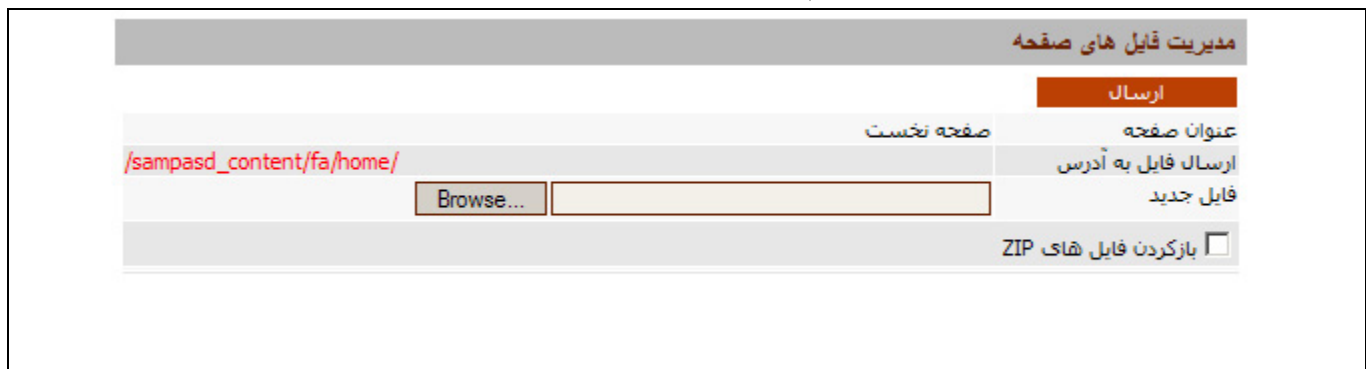 مدیریت فایل های صفحه
ارسال
عنوان صفحه صفحه نخست
ارسال فایل به آدرس /sampasd_content/fa/home/
فایل جدید Browse...
بازکردن فایل های ZIP